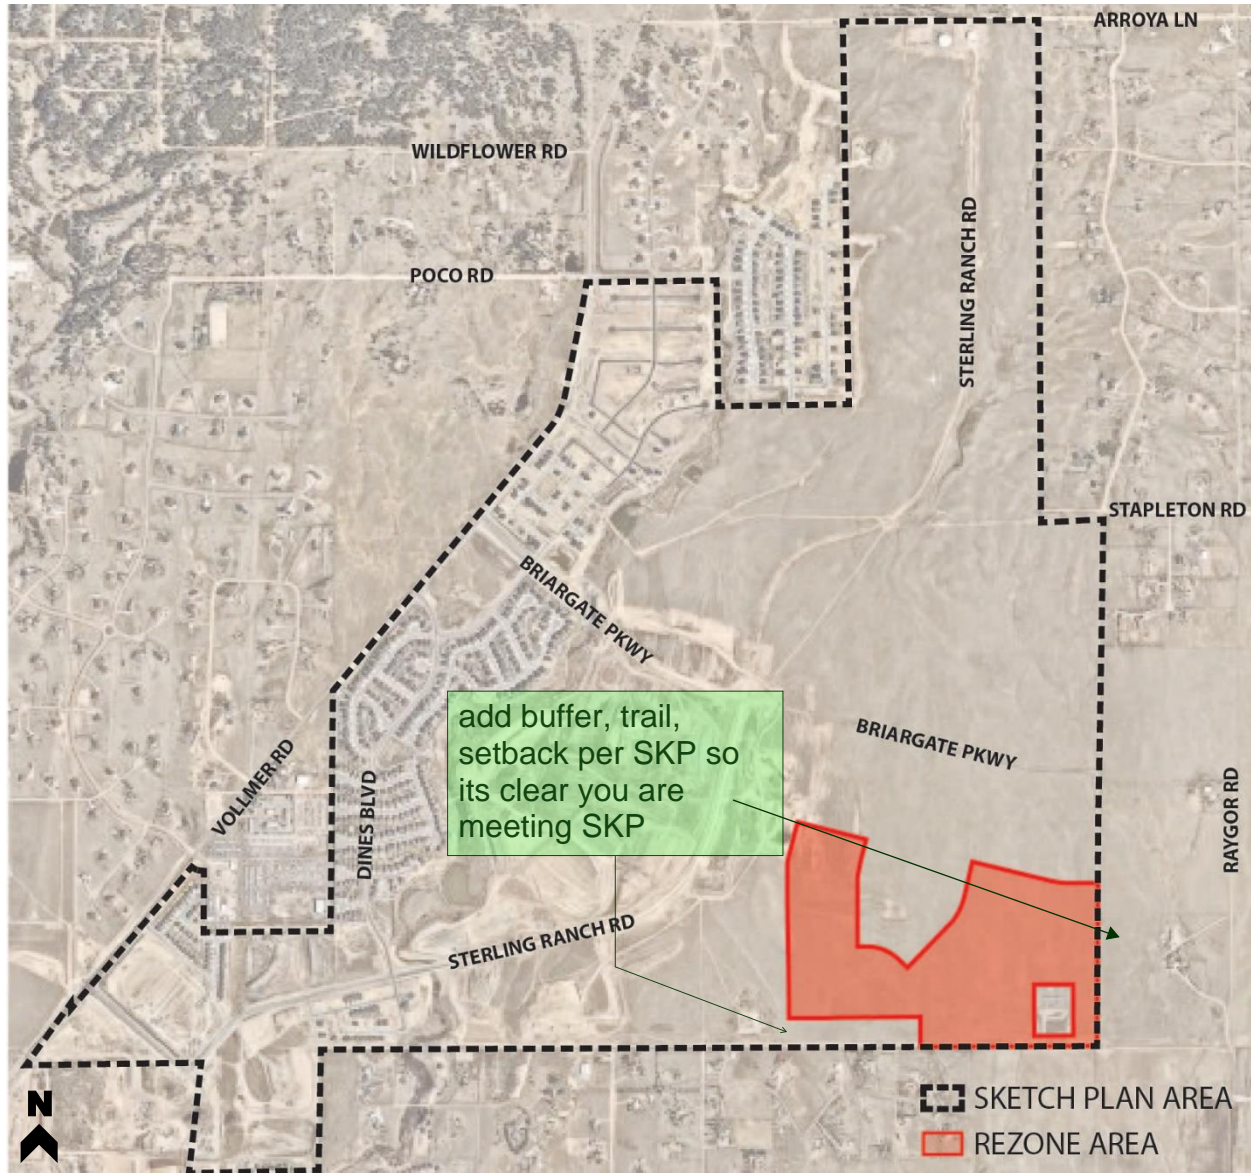 ARROYA LN
WILDFLOWER RD
STERLING RANCH RD
POCO RD
STAPLETON RD
BRIARGATE PKWY
add buffer, trail,
setback per SKP so
its clear you are
meeting SKP
BRIARGATE PKWY
VOLLMER RD
DINES BLVD
RAYGOR RD
STERLING RANCH RD
N
SKETCH PLAN AREA
REZONE AREA